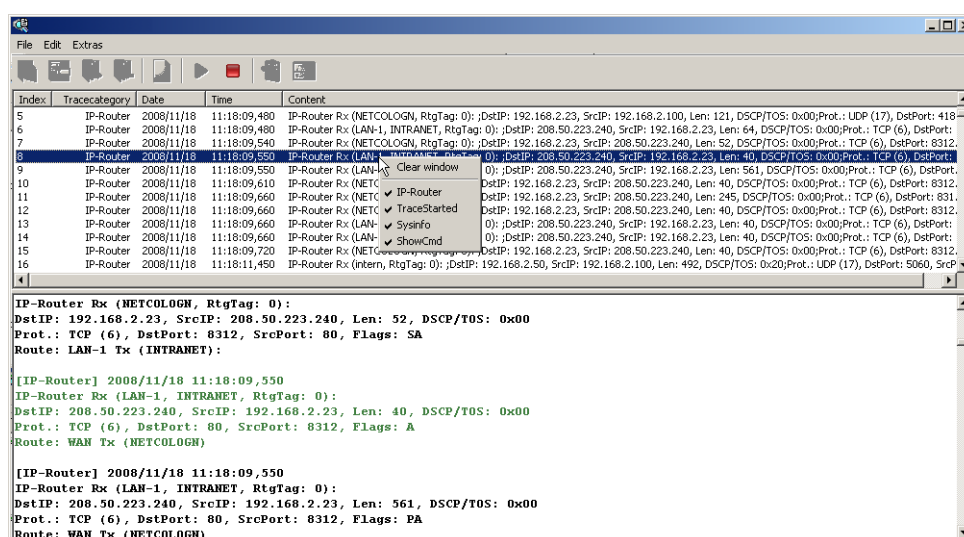 File Edit Extras
Index Tracecategory Date Time Content
5 IP-Router 2008/11/18 11:18:09,480 IP-Router Rx (NETCOLOGN, RtgTag: 0): ;DstIP: 192.168.2.23, SrcIP: 192.168.2.100, Len: 121, DSCP/TOS: 0x00;Prot.: UDP (17), DstPort: 418
6 IP-Router 2008/11/18 11:18:09,480 IP-Router Rx (LAN-1, INTRANET, RtgTag: 0): ;DstIP: 208.50.223.240, SrcIP: 192.168.2.23, Len: 64, DSCP/TOS: 0x00;Prot.: TCP (6), DstPort:
7 IP-Router 2008/11/18 11:18:09,540 IP-Router Rx (NETCOLOGN, RtgTag: 0): ;DstIP: 192.168.2.23, SrcIP: 208.50.223.240, Len: 52, DSCP/TOS: 0x00;Prot.: TCP (6), DstPort: 8312.
8 IP-Router 2008/11/18 11:18:09,550 IP-Router Rx (LAN-1, INTRANET, RtgTag: 0): ;DstIP: 208.50.223.240, SrcIP: 192.168.2.23, Len: 40, DSCP/TOS: 0x00;Prot.: TCP (6), DstPort:
9 IP-Router 2008/11/18 11:18:09,550 IP-Router Rx (LAN- 0): ;DstIP: 208.50.223.240, SrcIP: 192.168.2.23, Len: 561, DSCP/TOS: 0x00;Prot.: TCP (6), DstPort:
10 IP-Router 2008/11/18 11:18:09,610 IP-Router Rx (NETC DstIP: 192.168.2.23, SrcIP: 208.50.223.240, Len: 40, DSCP/TOS: 0x00;Prot.: TCP (6), DstPort: 8312.
11 IP-Router 2008/11/18 11:18:09,660 IP-Router Rx (NETC DstIP: 192.168.2.23, SrcIP: 208.50.223.240, Len: 245, DSCP/TOS: 0x00;Prot.: TCP (6), DstPort: 831.
12 IP-Router 2008/11/18 11:18:09,660 IP-Router Rx (NETC DstIP: 192.168.2.23, SrcIP: 208.50.223.240, Len: 40, DSCP/TOS: 0x00;Prot.: TCP (6), DstPort: 8312.
13 IP-Router 2008/11/18 11:18:09,660 IP-Router Rx (LAN- 0): ;DstIP: 208.50.223.240, SrcIP: 192.168.2.23, Len: 40, DSCP/TOS: 0x00;Prot.: TCP (6), DstPort:
14 IP-Router 2008/11/18 11:18:09,660 IP-Router Rx (LAN- 0): ;DstIP: 208.50.223.240, SrcIP: 192.168.2.23, Len: 40, DSCP/TOS: 0x00;Prot.: TCP (6), DstPort:
15 IP-Router 2008/11/18 11:18:09,720 IP-Router Rx (NETCOLOGN, RtgTag: 0): ;DstIP: 192.168.2.23, SrcIP: 208.50.223.240, Len: 40, DSCP/TOS: 0x00;Prot.: TCP (6), DstPort: 8312.
16 IP-Router 2008/11/18 11:18:11,450 IP-Router Rx (intern, RtgTag: 0): ;DstIP: 192.168.2.50, SrcIP: 192.168.2.100, Len: 492, DSCP/TOS: 0x20;Prot.: UDP (17), DstPort: 5060, SrcP
Clear window
IP-Router
TraceStarted
Sysinfo
ShowCmd
IP-Router Rx (NETCOLOGN, RtgTag: 0):
DstIP: 192.168.2.23, SrcIP: 208.50.223.240, Len: 52, DSCP/TOS: 0x00
Prot.: TCP (6), DstPort: 8312, SrcPort: 80, Flags: SA
Route: LAN-1 Tx (INTRANET):
[IP-Router] 2008/11/18 11:18:09,550
IP-Router Rx (LAN-1, INTRANET, RtgTag: 0):
DstIP: 208.50.223.240, SrcIP: 192.168.2.23, Len: 40, DSCP/TOS: 0x00
Prot.: TCP (6), DstPort: 80, SrcPort: 8312, Flags: A
Route: WAN Tx (NETCOLOGN)
[IP-Router] 2008/11/18 11:18:09,550
IP-Router Rx (LAN-1, INTRANET, RtgTag: 0):
DstIP: 208.50.223.240, SrcIP: 192.168.2.23, Len: 561, DSCP/TOS: 0x00
Prot.: TCP (6), DstPort: 80, SrcPort: 8312, Flags: PA
Route: WAN Tx (NETCOLOGN)